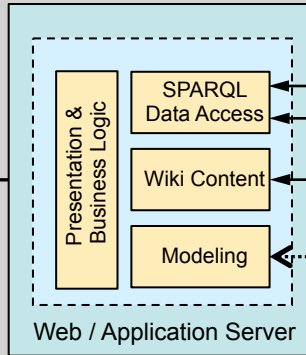 Presentation &
Business Logic
SPARQL
Data Access
Wiki Content
Modeling
Web / Application Server